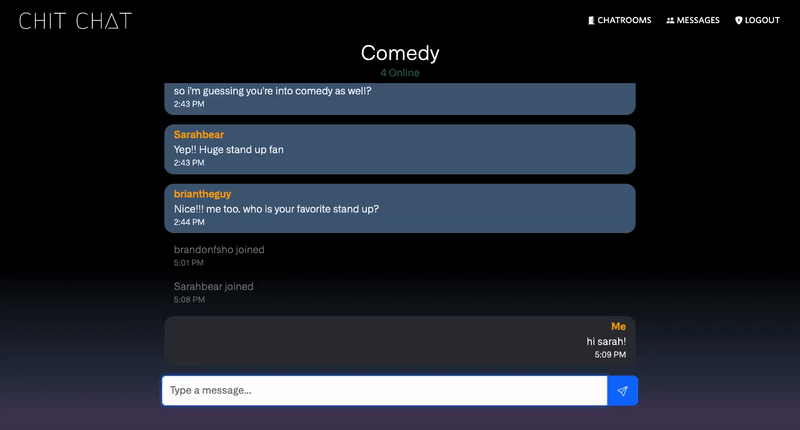 CHIT CHAT
CHATROOMS MESSAGES LOGOUT
Comedy
4 Online
so i'm guessing you're into comedy as well?
2:43 PM
Sarahbear
Yep!! Huge stand up fan
2:43 PM
briantheguy
Nice!!! me too. who is your favorite stand up?
2:44 PM
brandonfsho joined
5:01 PM
Sarahbear joined
5:08 PM
Me
hi sarah!
5:09 PM
Type a message...